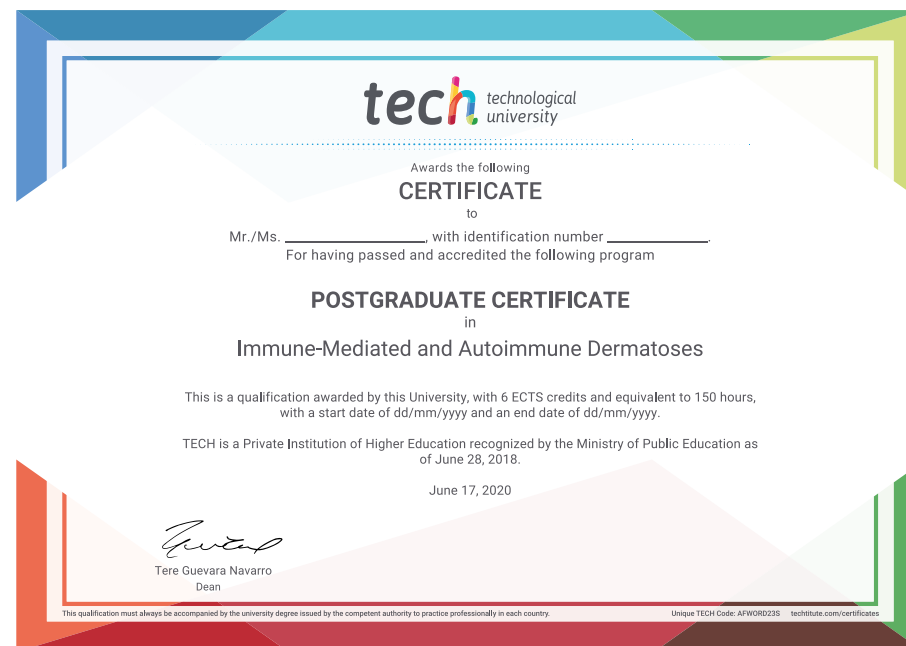 tech technological
university
Awards the following
CERTIFICATE
to
Mr./Ms. ____________________, with identification number ______________.
For having passed and accredited the following program
POSTGRADUATE CERTIFICATE
in
Immune-Mediated and Autoimmune Dermatoses
This is a qualification awarded by this University, with 6 ECTS credits and equivalent to 150 hours,
with a start date of dd/mm/yyyy and an end date of dd/mm/yyyy.
TECH is a Private Institution of Higher Education recognized by the Ministry of Public Education as
of June 28, 2018.
June 17, 2020
Tere Guevara Navarro
Dean
This qualification must always be accompanied by the university degree issued by the competent authority to practice professionally in each country. Unique TECH Code: AFWORD23S techtitute.com/certificates